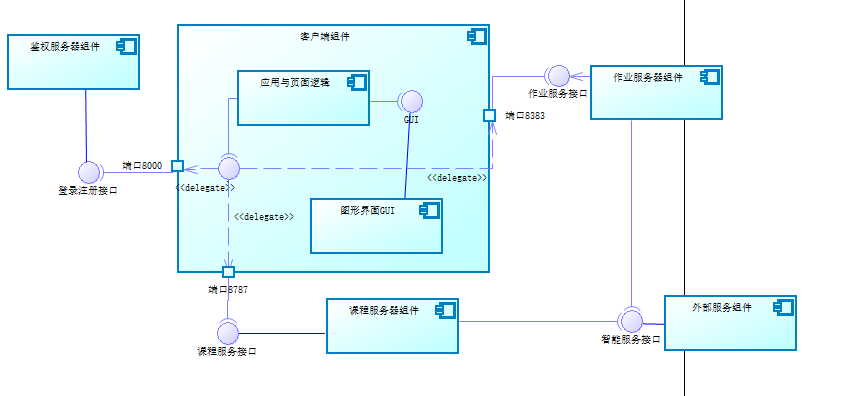 鉴权服务器组件
客户端组件
应用与页面逻辑
作业服务器组件
作业服务接口
GUI
端口8383
端口8000
登录注册接口
<<delegate>>
<<delegate>>
<<delegate>>
图形界面GUI
端口8787
课程服务器组件
外部服务组件
智能服务接口
课程服务接口